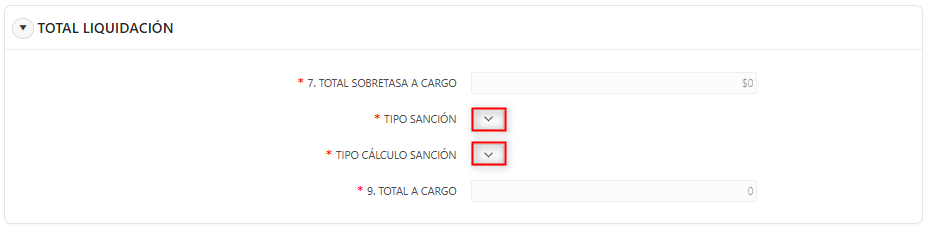 TOTAL LIQUIDACIÓN
* 7. TOTAL SOBRETASA A CARGO $0
* TIPO SANCIÓN
* TIPO CÁLCULO SANCIÓN
* 9. TOTAL A CARGO 0